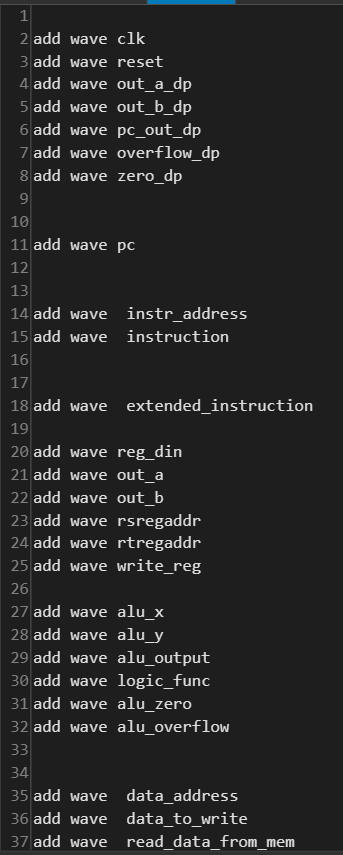 1
2 add wave clk
3 add wave reset
4 add wave out_a_dp
5 add wave out_b_dp
6 add wave pc_out_dp
7 add wave overflow_dp
8 add wave zero_dp
9
10
11 add wave pc
12
13
14 add wave  instr_address
15 add wave  instruction
16
17
18 add wave  extended_instruction
19
20 add wave reg_din
21 add wave out_a
22 add wave out_b
23 add wave rsregaddr
24 add wave rtregaddr
25 add wave write_reg
26
27 add wave alu_x
28 add wave alu_y
29 add wave alu_output
30 add wave logic_func
31 add wave alu_zero
32 add wave alu_overflow
33
34
35 add wave  data_address
36 add wave  data_to_write
37 add wave  read_data_from_mem